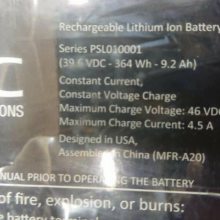 Rechargeable Lithium Ion Battery
Series PSL010001
(39.6 VDC - 364 Wh - 9.2 Ah)
C
Constant Current,
IONS
Constant Voltage Charge
Maximum Charge Voltage: 46 VDC
Maximum Charge Current: 4.5 A
Designed in USA,
Assembled in China (MFR-A20)
ANUAL PRIOR TO OPERATING THE BATTERY
of fire, explosion, or burns: